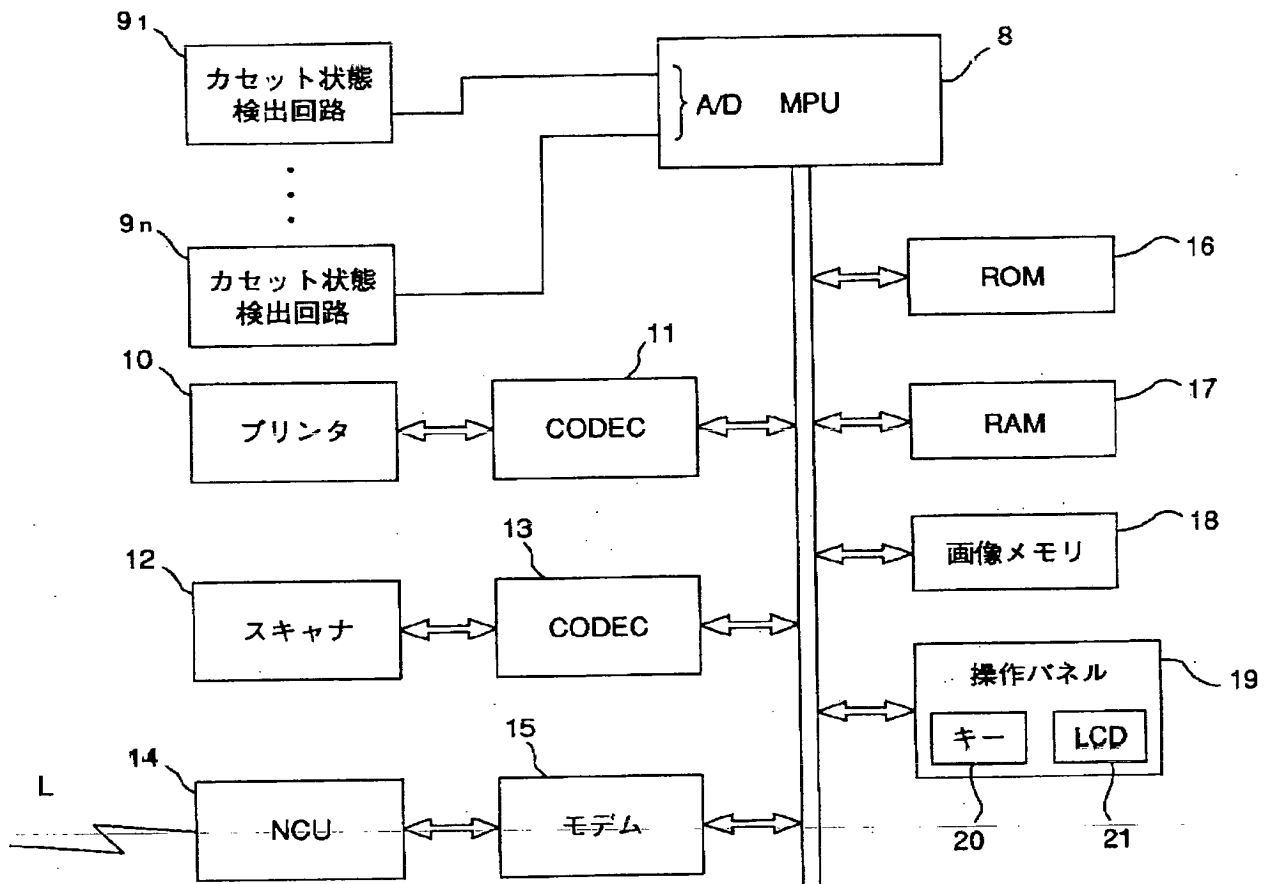 9₁
カセット状態
検出回路
8
A/D MPU
9n
カセット状態
検出回路
16
ROM
10
プリンタ
11
CODEC
17
RAM
12
スキャナ
13
CODEC
18
画像メモリ
19
操作パネル
キー
LCD
20
21
L
14
NCU
15
モデム